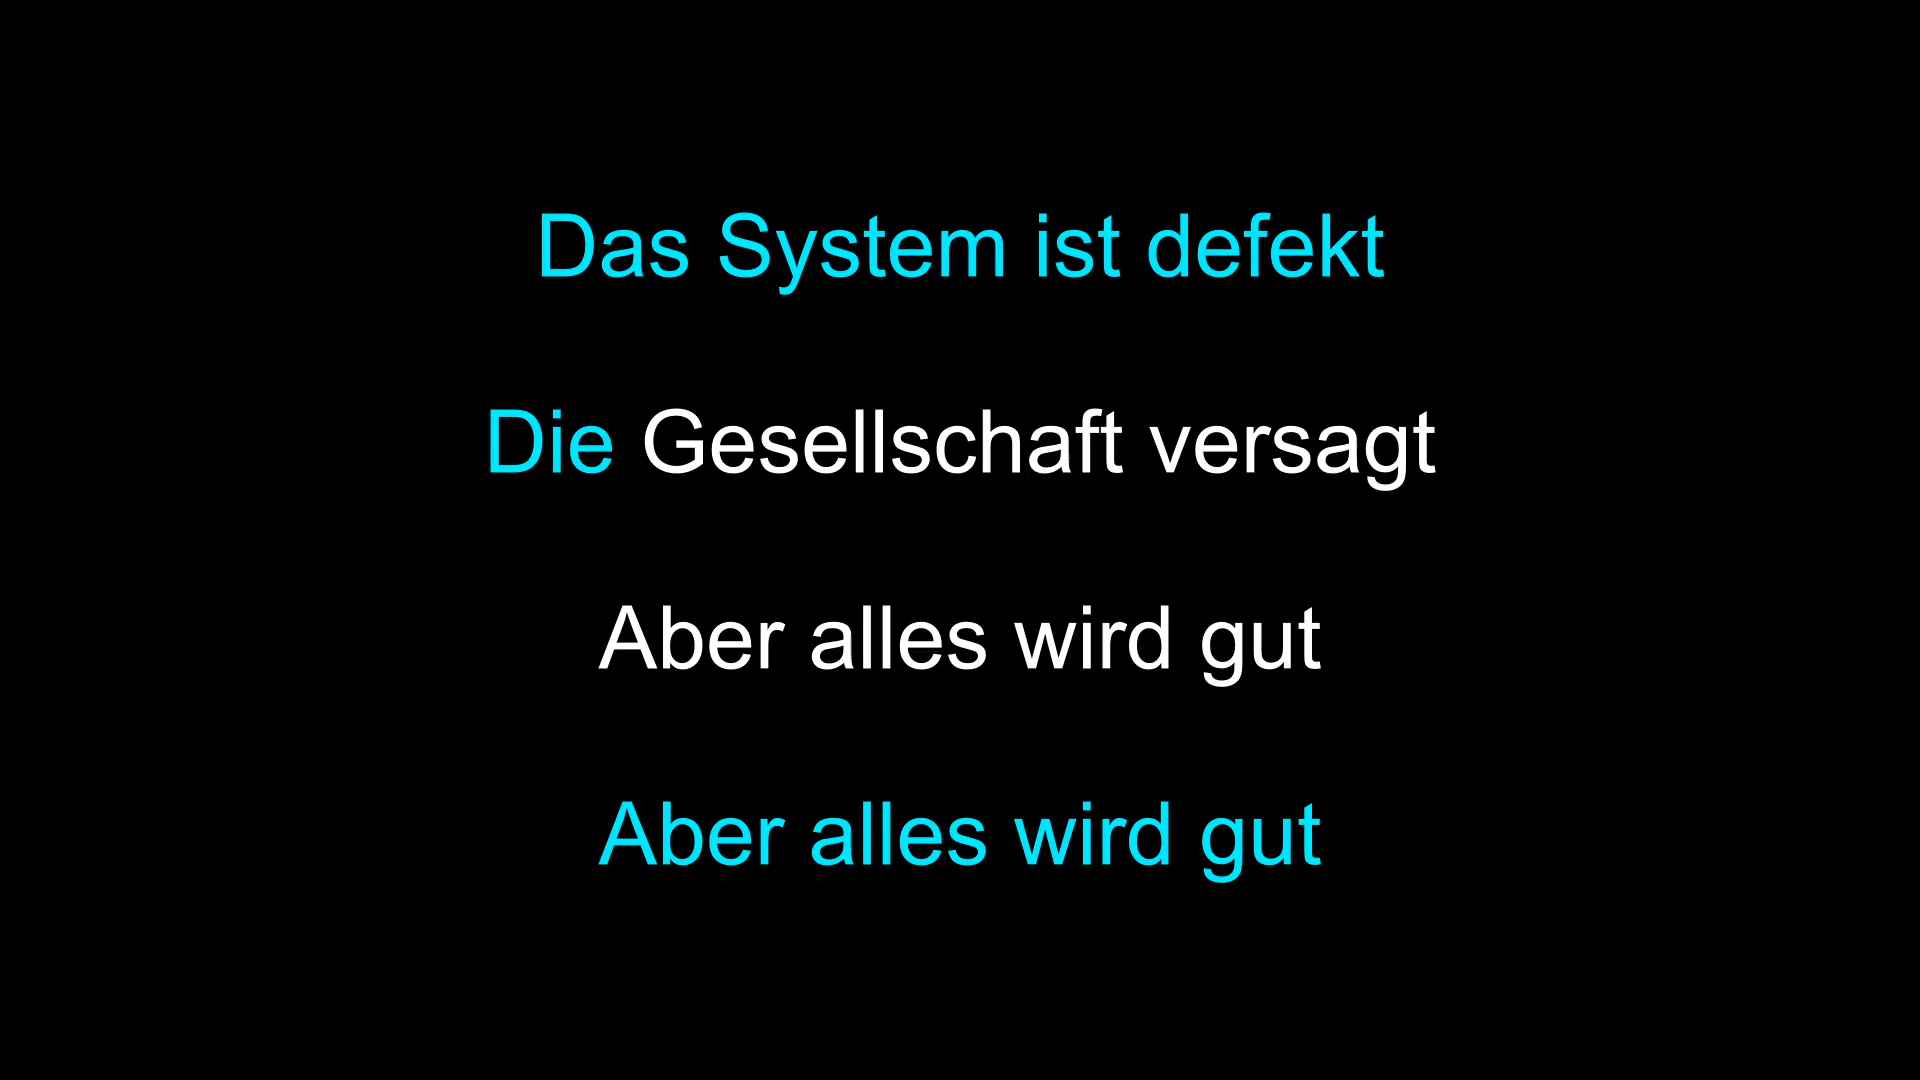 Das System ist defekt
Die Gesellschaft versagt
Aber alles wird gut
Aber alles wird gut